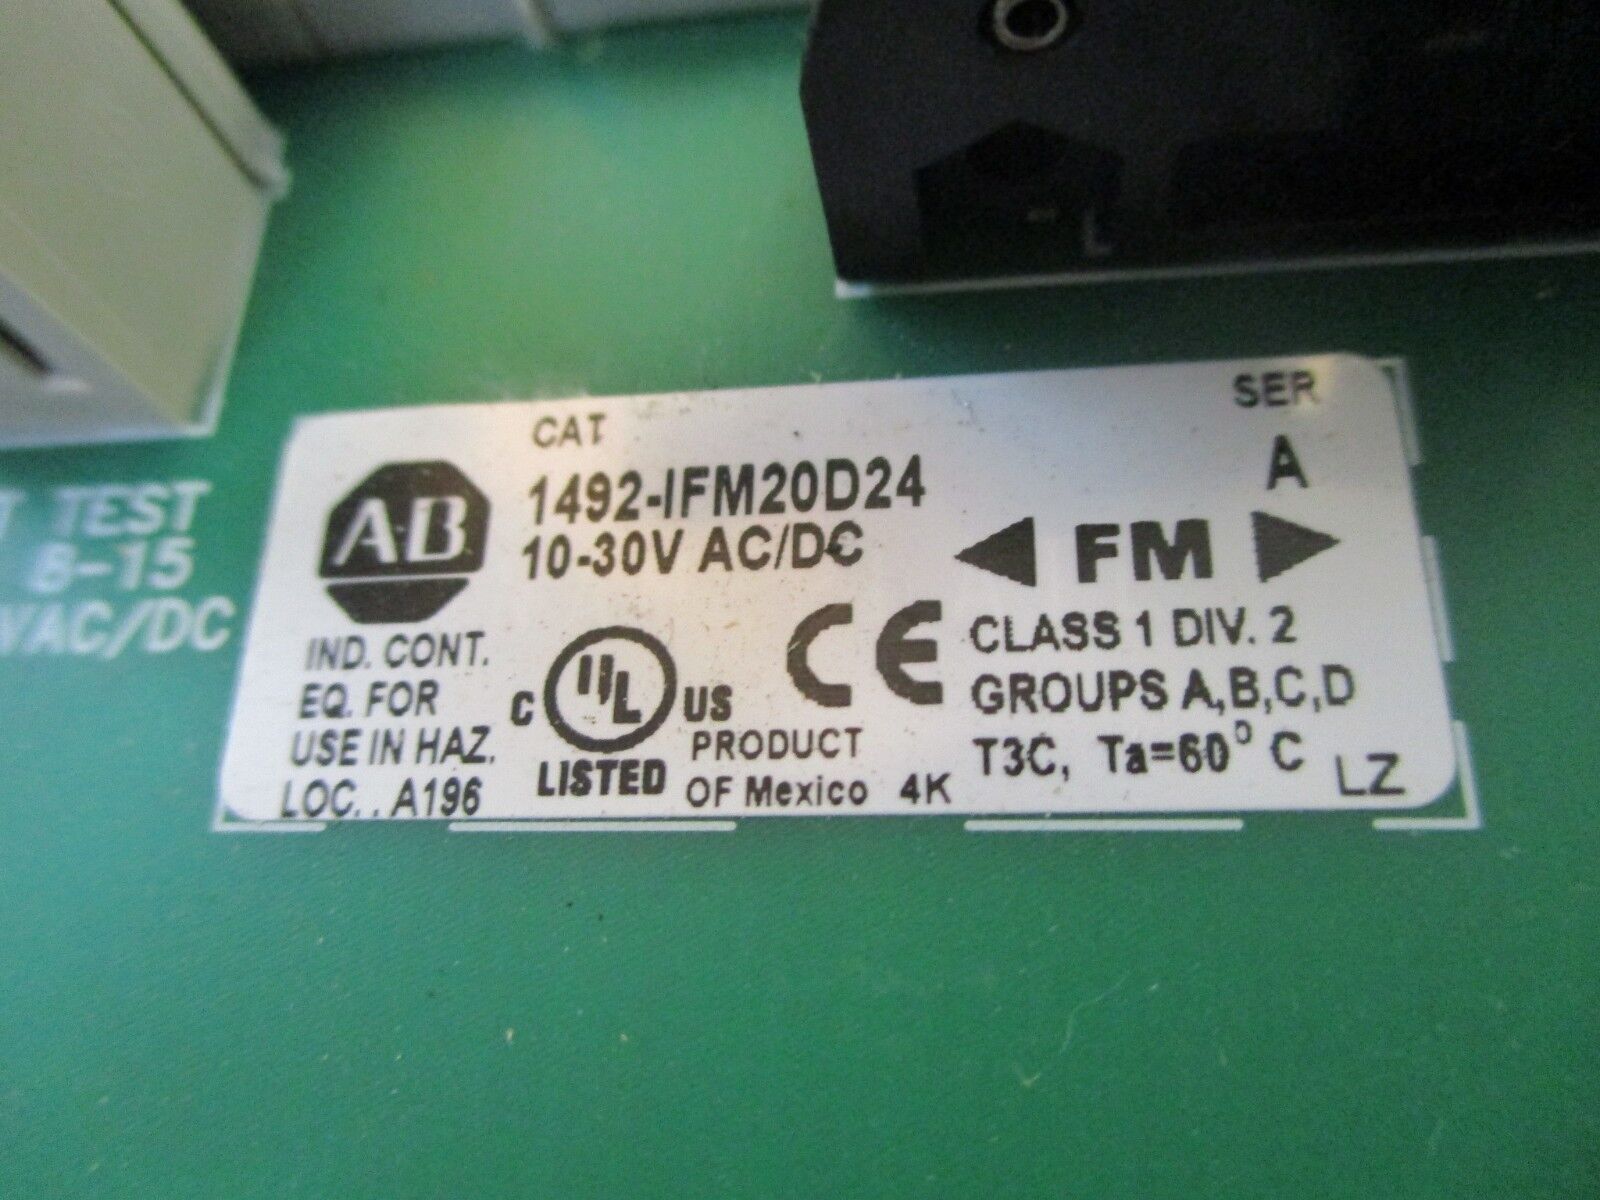 CAT
SER
1492-IFM20D24
A
10-30V AC/DC
AB
FM
IND. CONT.
EQ. FOR
USE IN HAZ.
LOC. . A196
C UL US
LISTED
CE
PRODUCT
OF Mexico 4K
CLASS 1 DIV. 2
GROUPS A,B,C,D
T3C, Ta=60° C
LZ
T TEST
8-15
VAC/DC
L